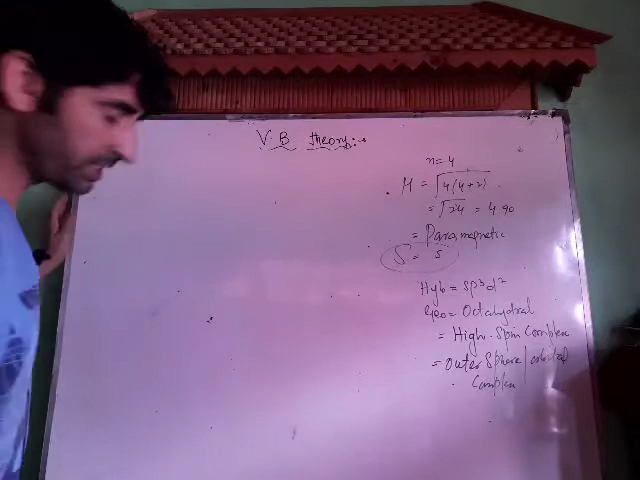 V.B theory:-
n=4
M = √4(4+2)
= √24 = 4.90
= Paramagnetic
S = 5
Hyb = sp³d²
Geo = Octahydral
= High-Spin Complex
= Outer Sphere/orbital
Complex